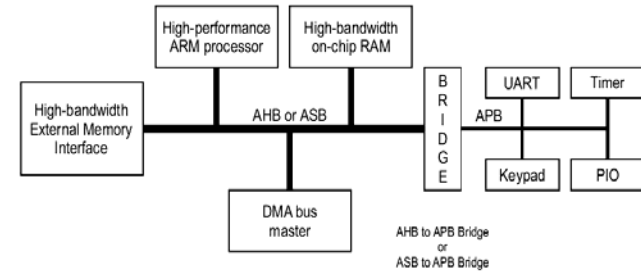 High-performance
ARM processor
High-bandwidth
on-chip RAM
High-bandwidth
External Memory
Interface
AHB or ASB
B
R
I
D
G
E
APB
UART
Timer
Keypad
PIO
DMA bus
master
AHB to APB Bridge
or
ASB to APB Bridge